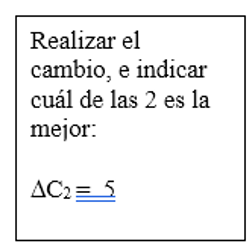 Realizar el
cambio, e indicar
cuál de las 2 es la
mejor:
ΔC₂ = 5